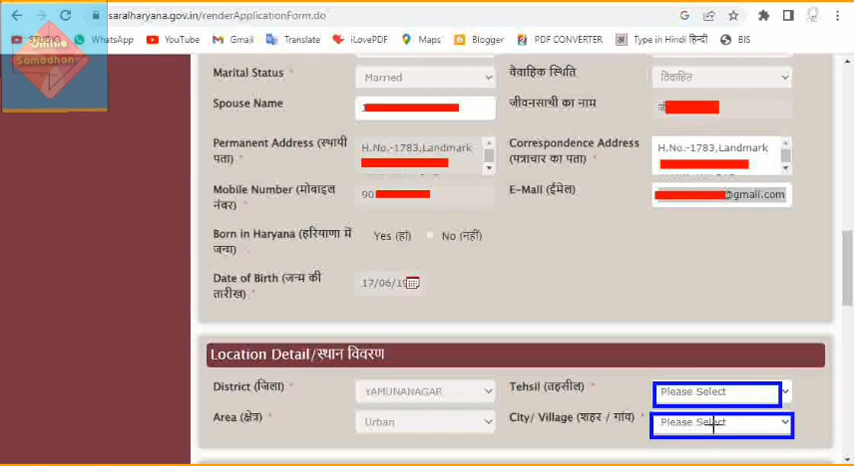 saralharyana.gov.in/renderApplicationForm.do
STUDIO WhatsApp YouTube Gmail Translate iLovePDF Maps Blogger PDF CONVERTER Type in Hindi हिन्दी BIS
Online
Samadhan
Marital Status * Married वैवाहिक स्थिति विवाहित
Spouse Name जीवनसाथी का नाम
Permanent Address (स्थायी पता) * H.No.-1783,Landmark Correspondence Address (पत्राचार का पता) * H.No.-1783,Landmark
Mobile Number (मोबाइल नंबर) * 90 E-Mail (ईमेल) @gmail.com
Born in Haryana (हरियाणा में जन्म) * Yes (हां) No (नहीं)
Date of Birth (जन्म की तारीख) * 17/06/19
Location Detail/स्थान विवरण
District (जिला) * YAMUNANAGAR Tehsil (तहसील) * Please Select
Area (क्षेत्र) * Urban City/ Village (शहर / गांव) * Please Select